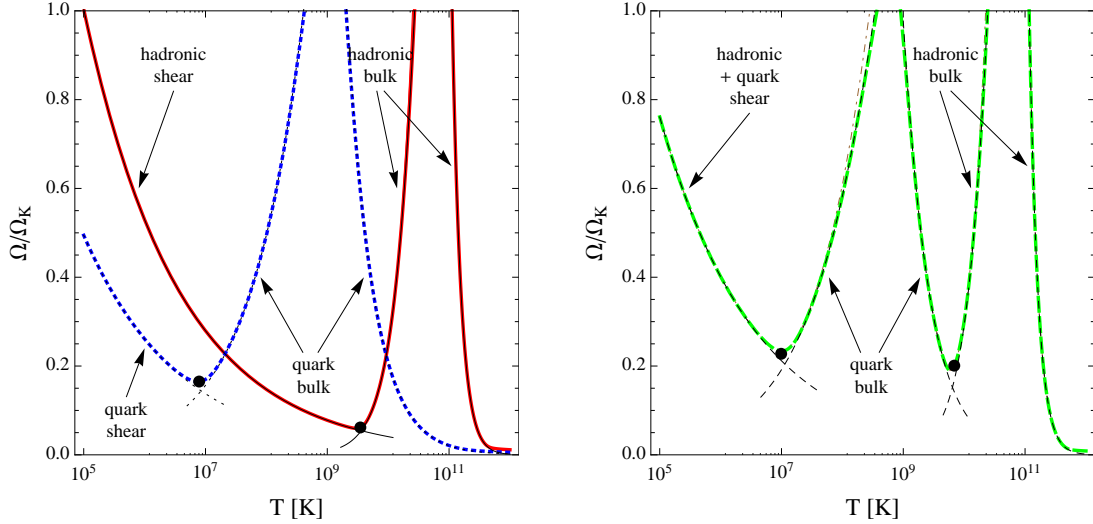 1.0
0.8
0.6
0.4
0.2
0.0
Ω/Ω_K
hadronic
shear
hadronic
bulk
quark
bulk
quark
shear
10^5
10^7
10^9
10^11
T [K]
1.0
0.8
0.6
0.4
0.2
0.0
Ω/Ω_K
hadronic
+ quark
shear
hadronic
bulk
quark
bulk
10^5
10^7
10^9
10^11
T [K]